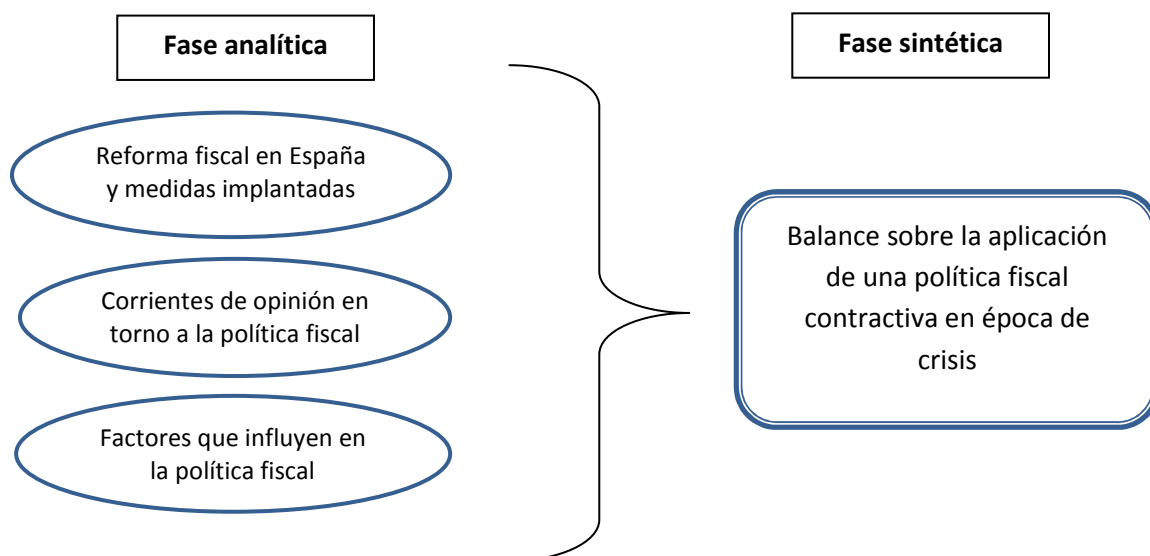 Fase analítica
Reforma fiscal en España
y medidas implantadas
Corrientes de opinión en
torno a la política fiscal
Factores que influyen en
la política fiscal
Fase sintética
Balance sobre la aplicación
de una política fiscal
contractiva en época de
crisis